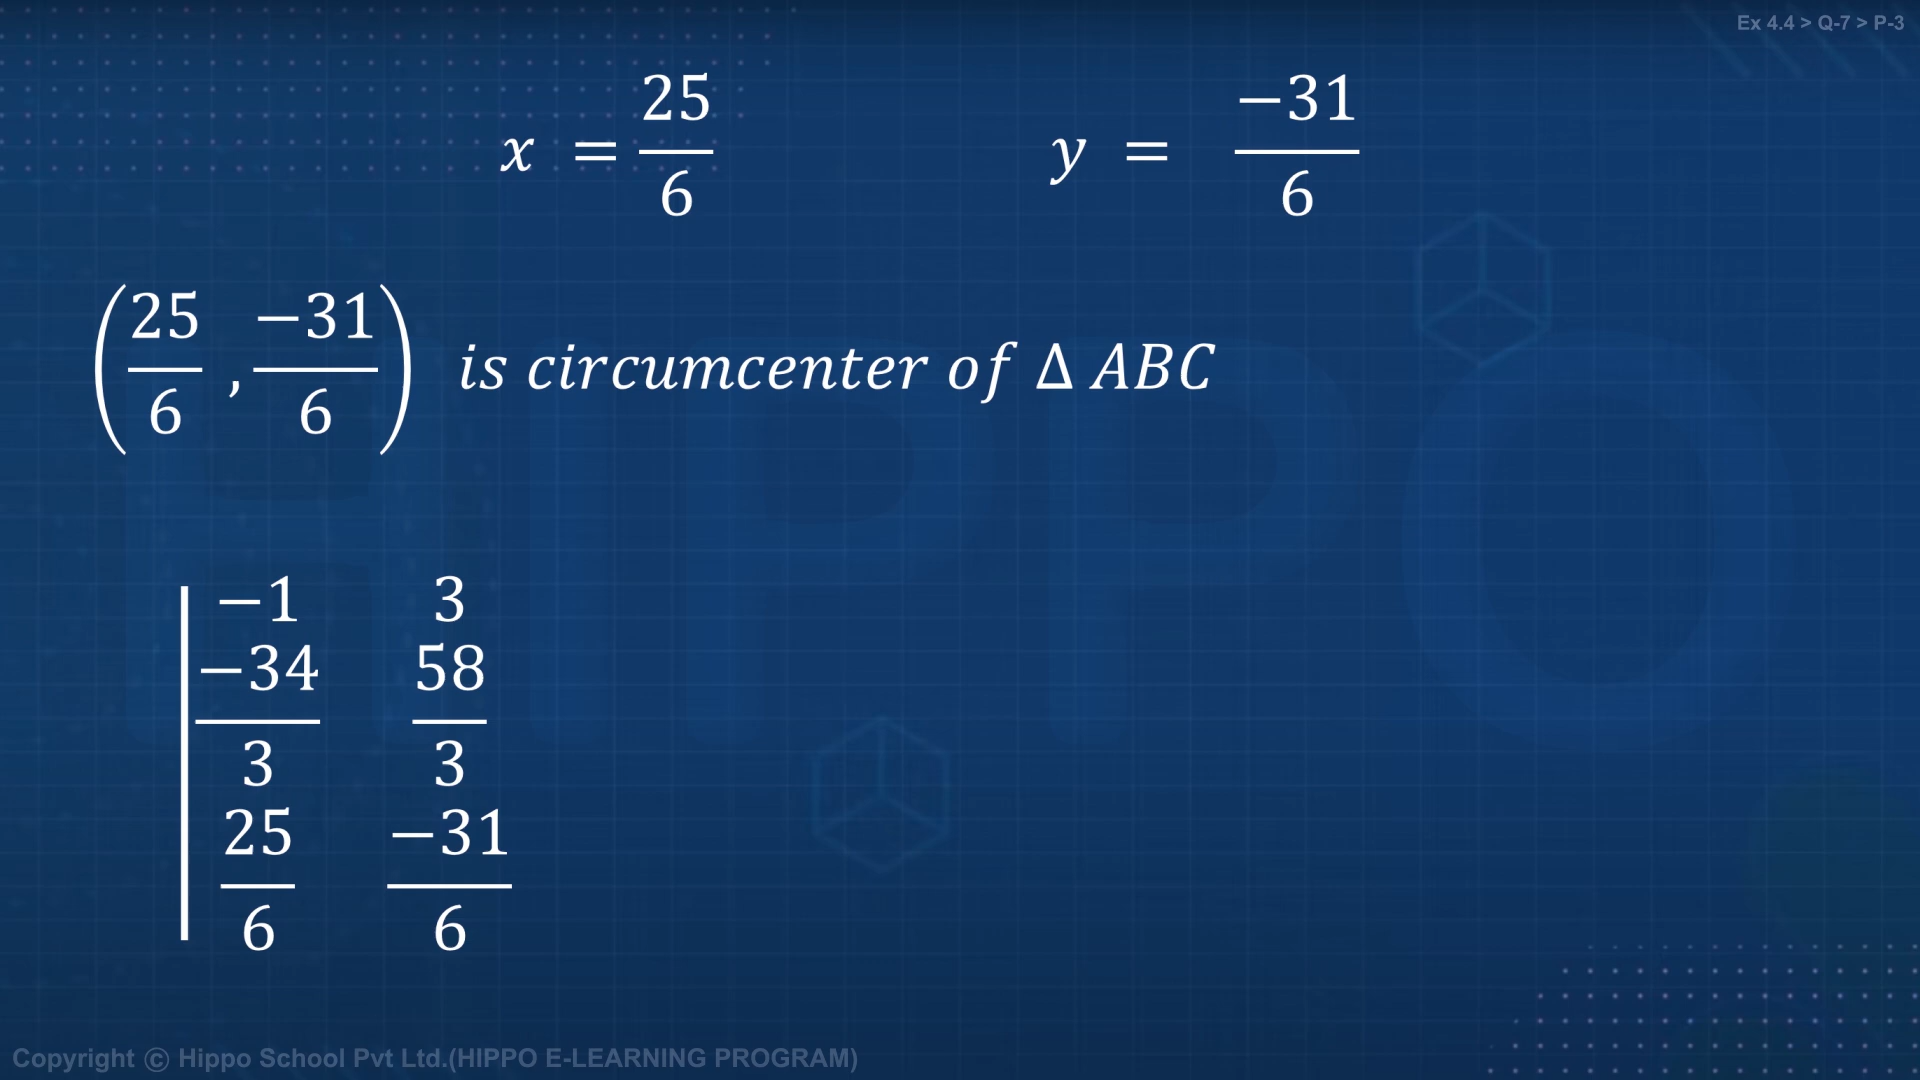 Ex 4.4 > Q-7 > P-3
x = 25/6    y = −31/6
(25/6 , −31/6) is circumcenter of Δ ABC
| −1    3
−34/3    58/3
25/6    −31/6
HIPPO
Copyright © Hippo School Pvt Ltd.(HIPPO E-LEARNING PROGRAM)